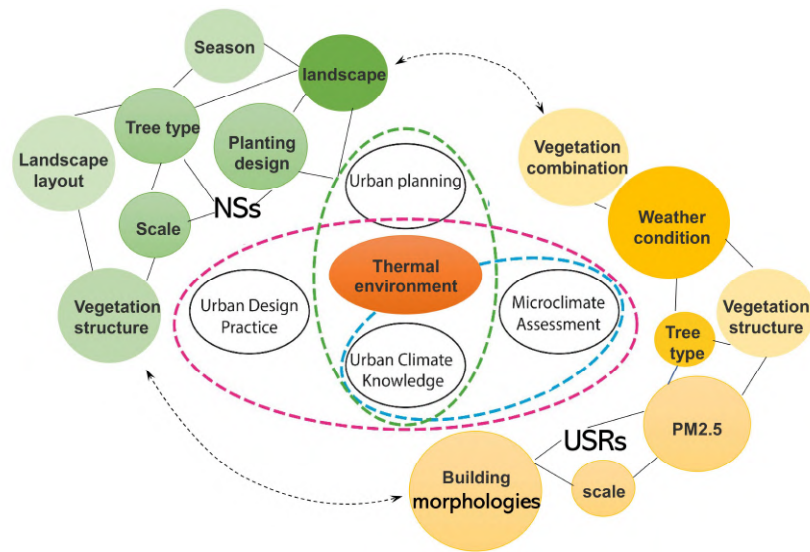 Season
landscape
Tree type
Planting
design
Landscape
layout
NSs
Scale
Vegetation
structure
Urban planning
Thermal
environment
Urban Design
Practice
Microclimate
Assessment
Urban Climate
Knowledge
Vegetation
combination
Weather
condition
Vegetation
structure
Tree
type
PM2.5
USRs
Building
morphologies
scale